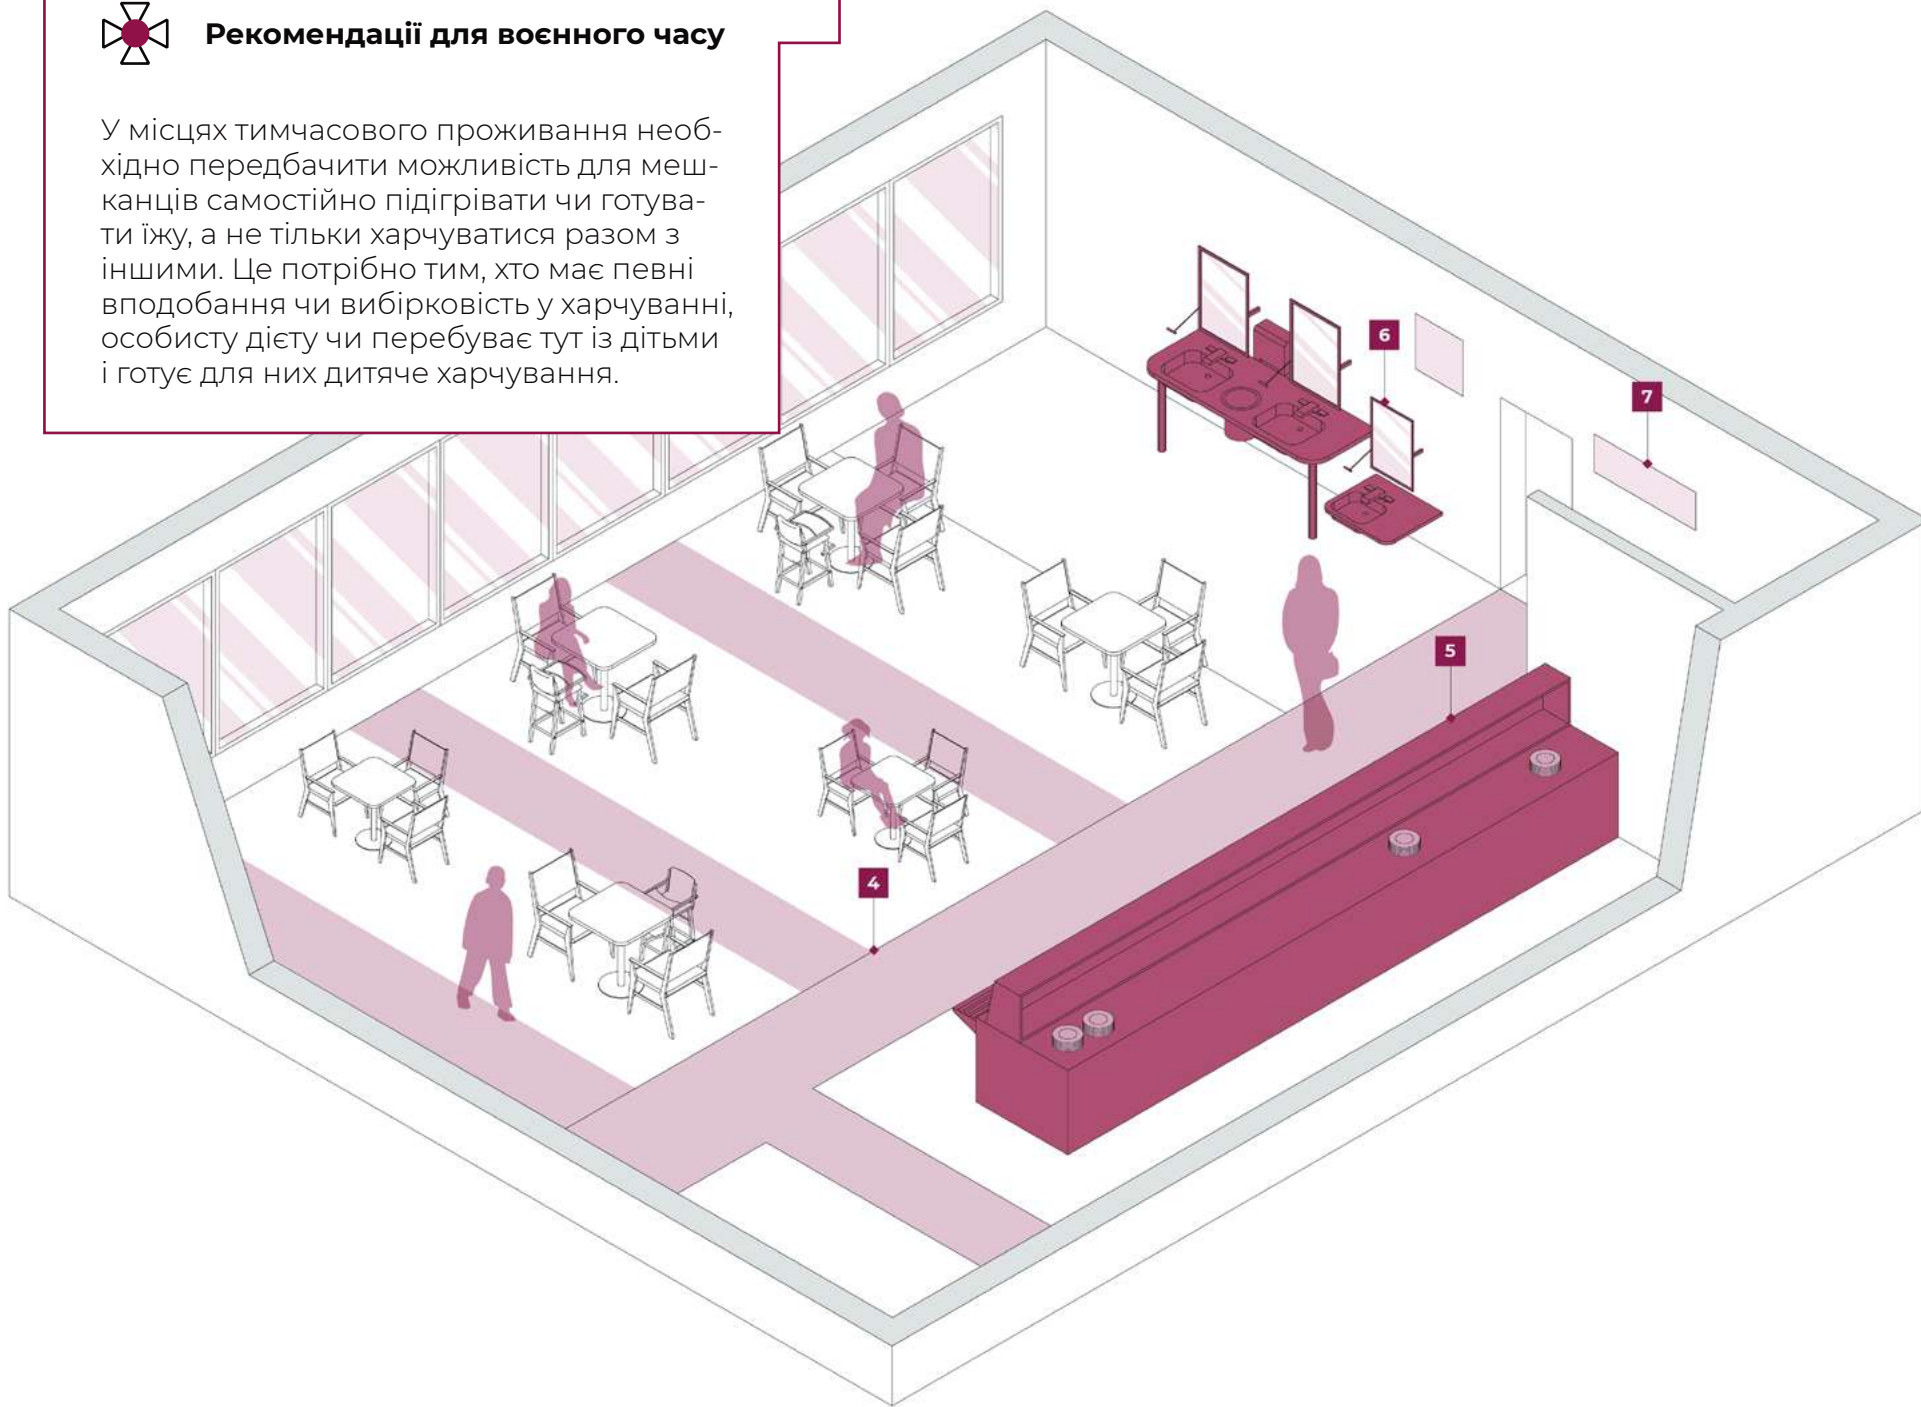 Рекомендації для воєнного часу
У місцях тимчасового проживання необ-
хідно передбачити можливість для меш-
канців самостійно підігрівати чи готува-
ти їжу, а не тільки харчуватися разом з
іншими. Це потрібно тим, хто має певні
вподобання чи вибірковість у харчуванні,
особисту дієту чи перебуває тут із дітьми
і готує для них дитяче харчування.
6
7
5
4